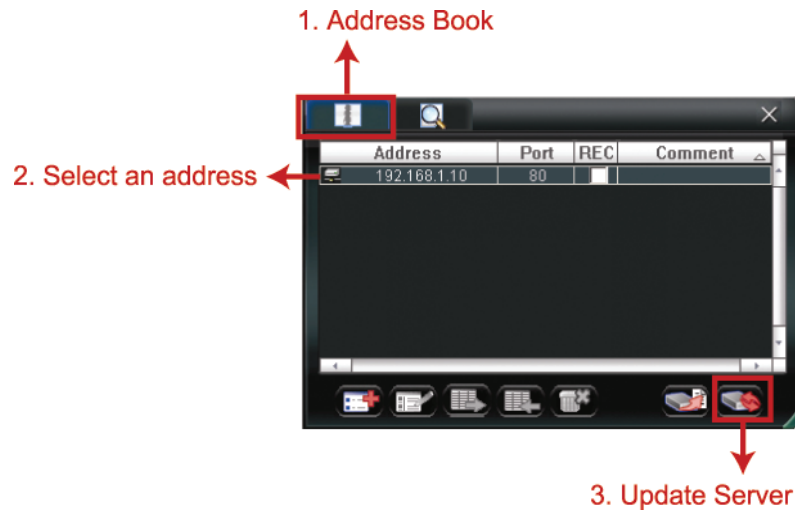 1. Address Book
Address Port REC Comment
2. Select an address
192.168.1.10 80
3. Update Server